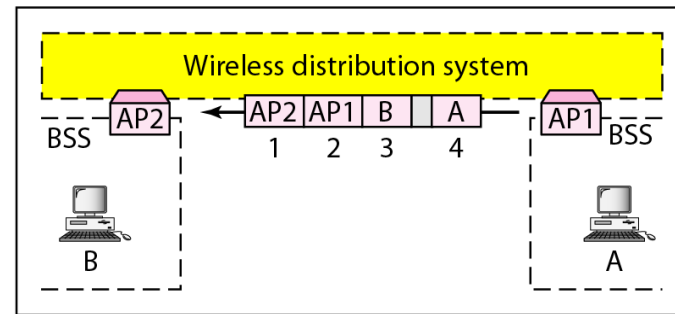 Wireless distribution system
AP2 AP2 AP1 B A AP1
BSS 1 2 3 4 BSS
B A